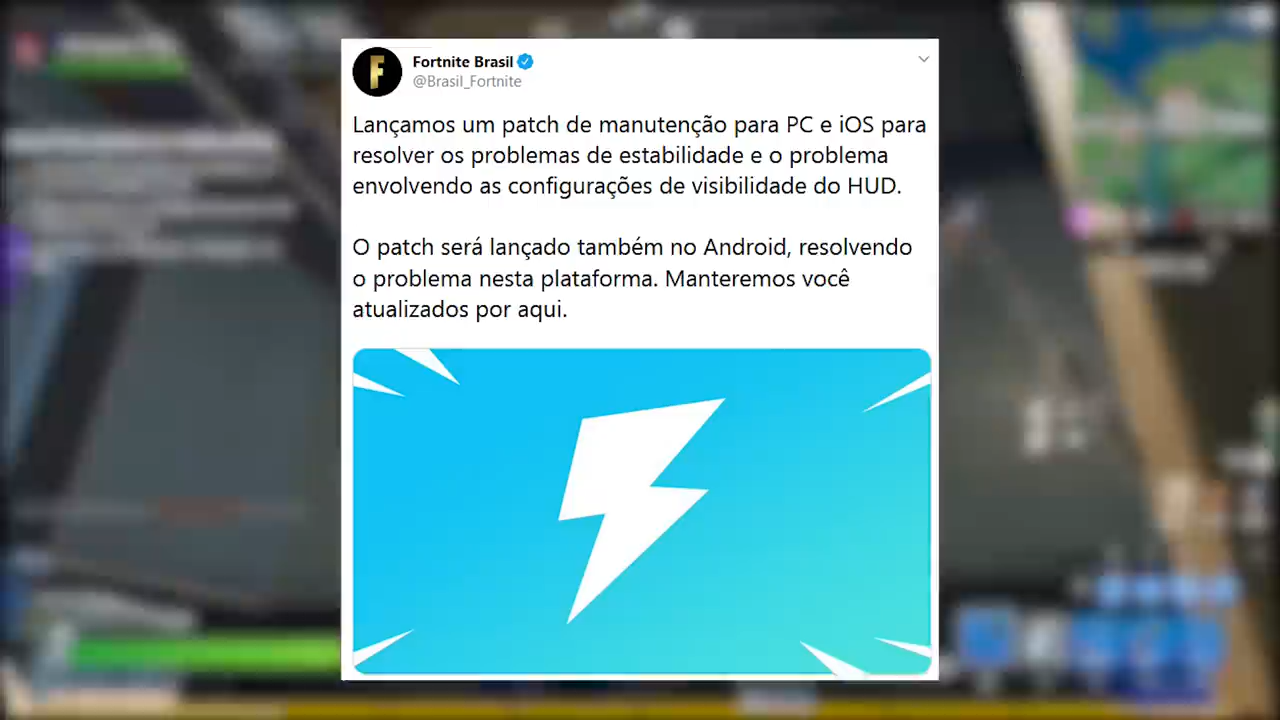 Fortnite Brasil
@Brasil_Fortnite
Lançamos um patch de manutenção para PC e iOS para
resolver os problemas de estabilidade e o problema
envolvendo as configurações de visibilidade do HUD.
O patch será lançado também no Android, resolvendo
o problema nesta plataforma. Manteremos você
atualizados por aqui.